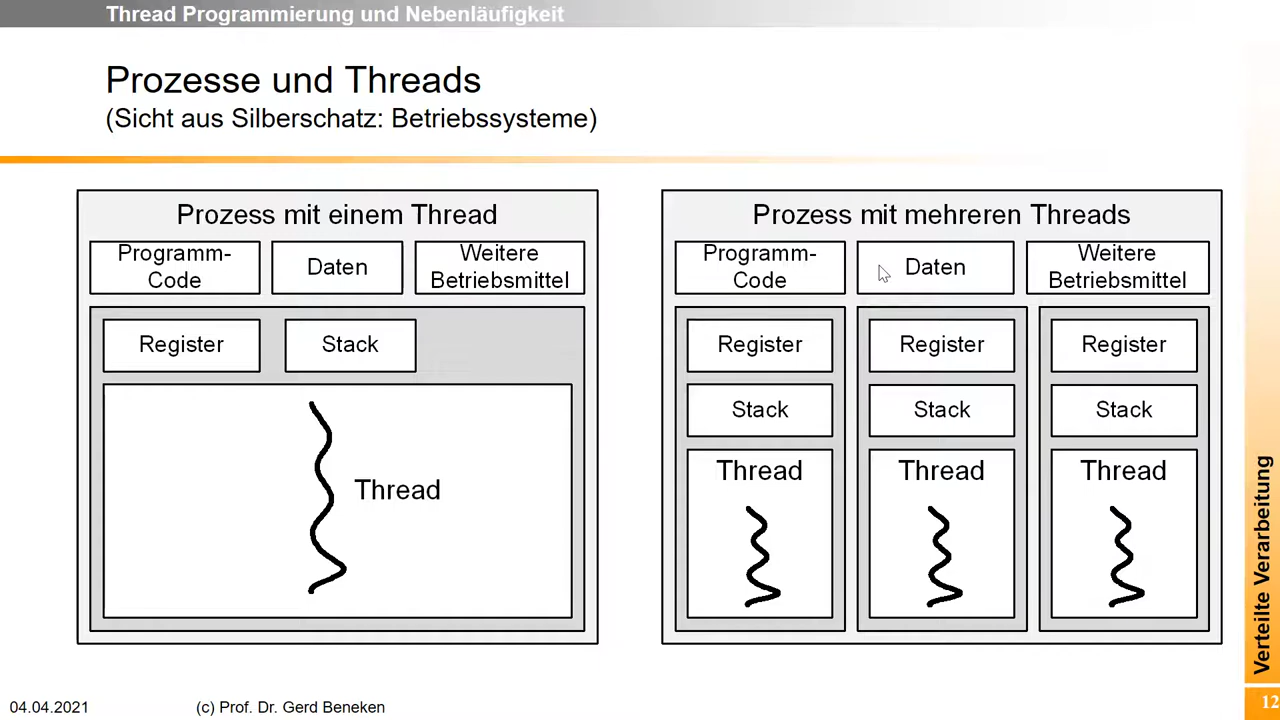 Thread Programmierung und Nebenläufigkeit
Prozesse und Threads
(Sicht aus Silberschatz: Betriebssysteme)
Prozess mit einem Thread
Programm-
Code
Daten
Weitere
Betriebsmittel
Register
Stack
Thread
Prozess mit mehreren Threads
Programm-
Code
Daten
Weitere
Betriebsmittel
Register
Register
Register
Stack
Stack
Stack
Thread
Thread
Thread
Verteilte Verarbeitung
04.04.2021
(c) Prof. Dr. Gerd Beneken
12